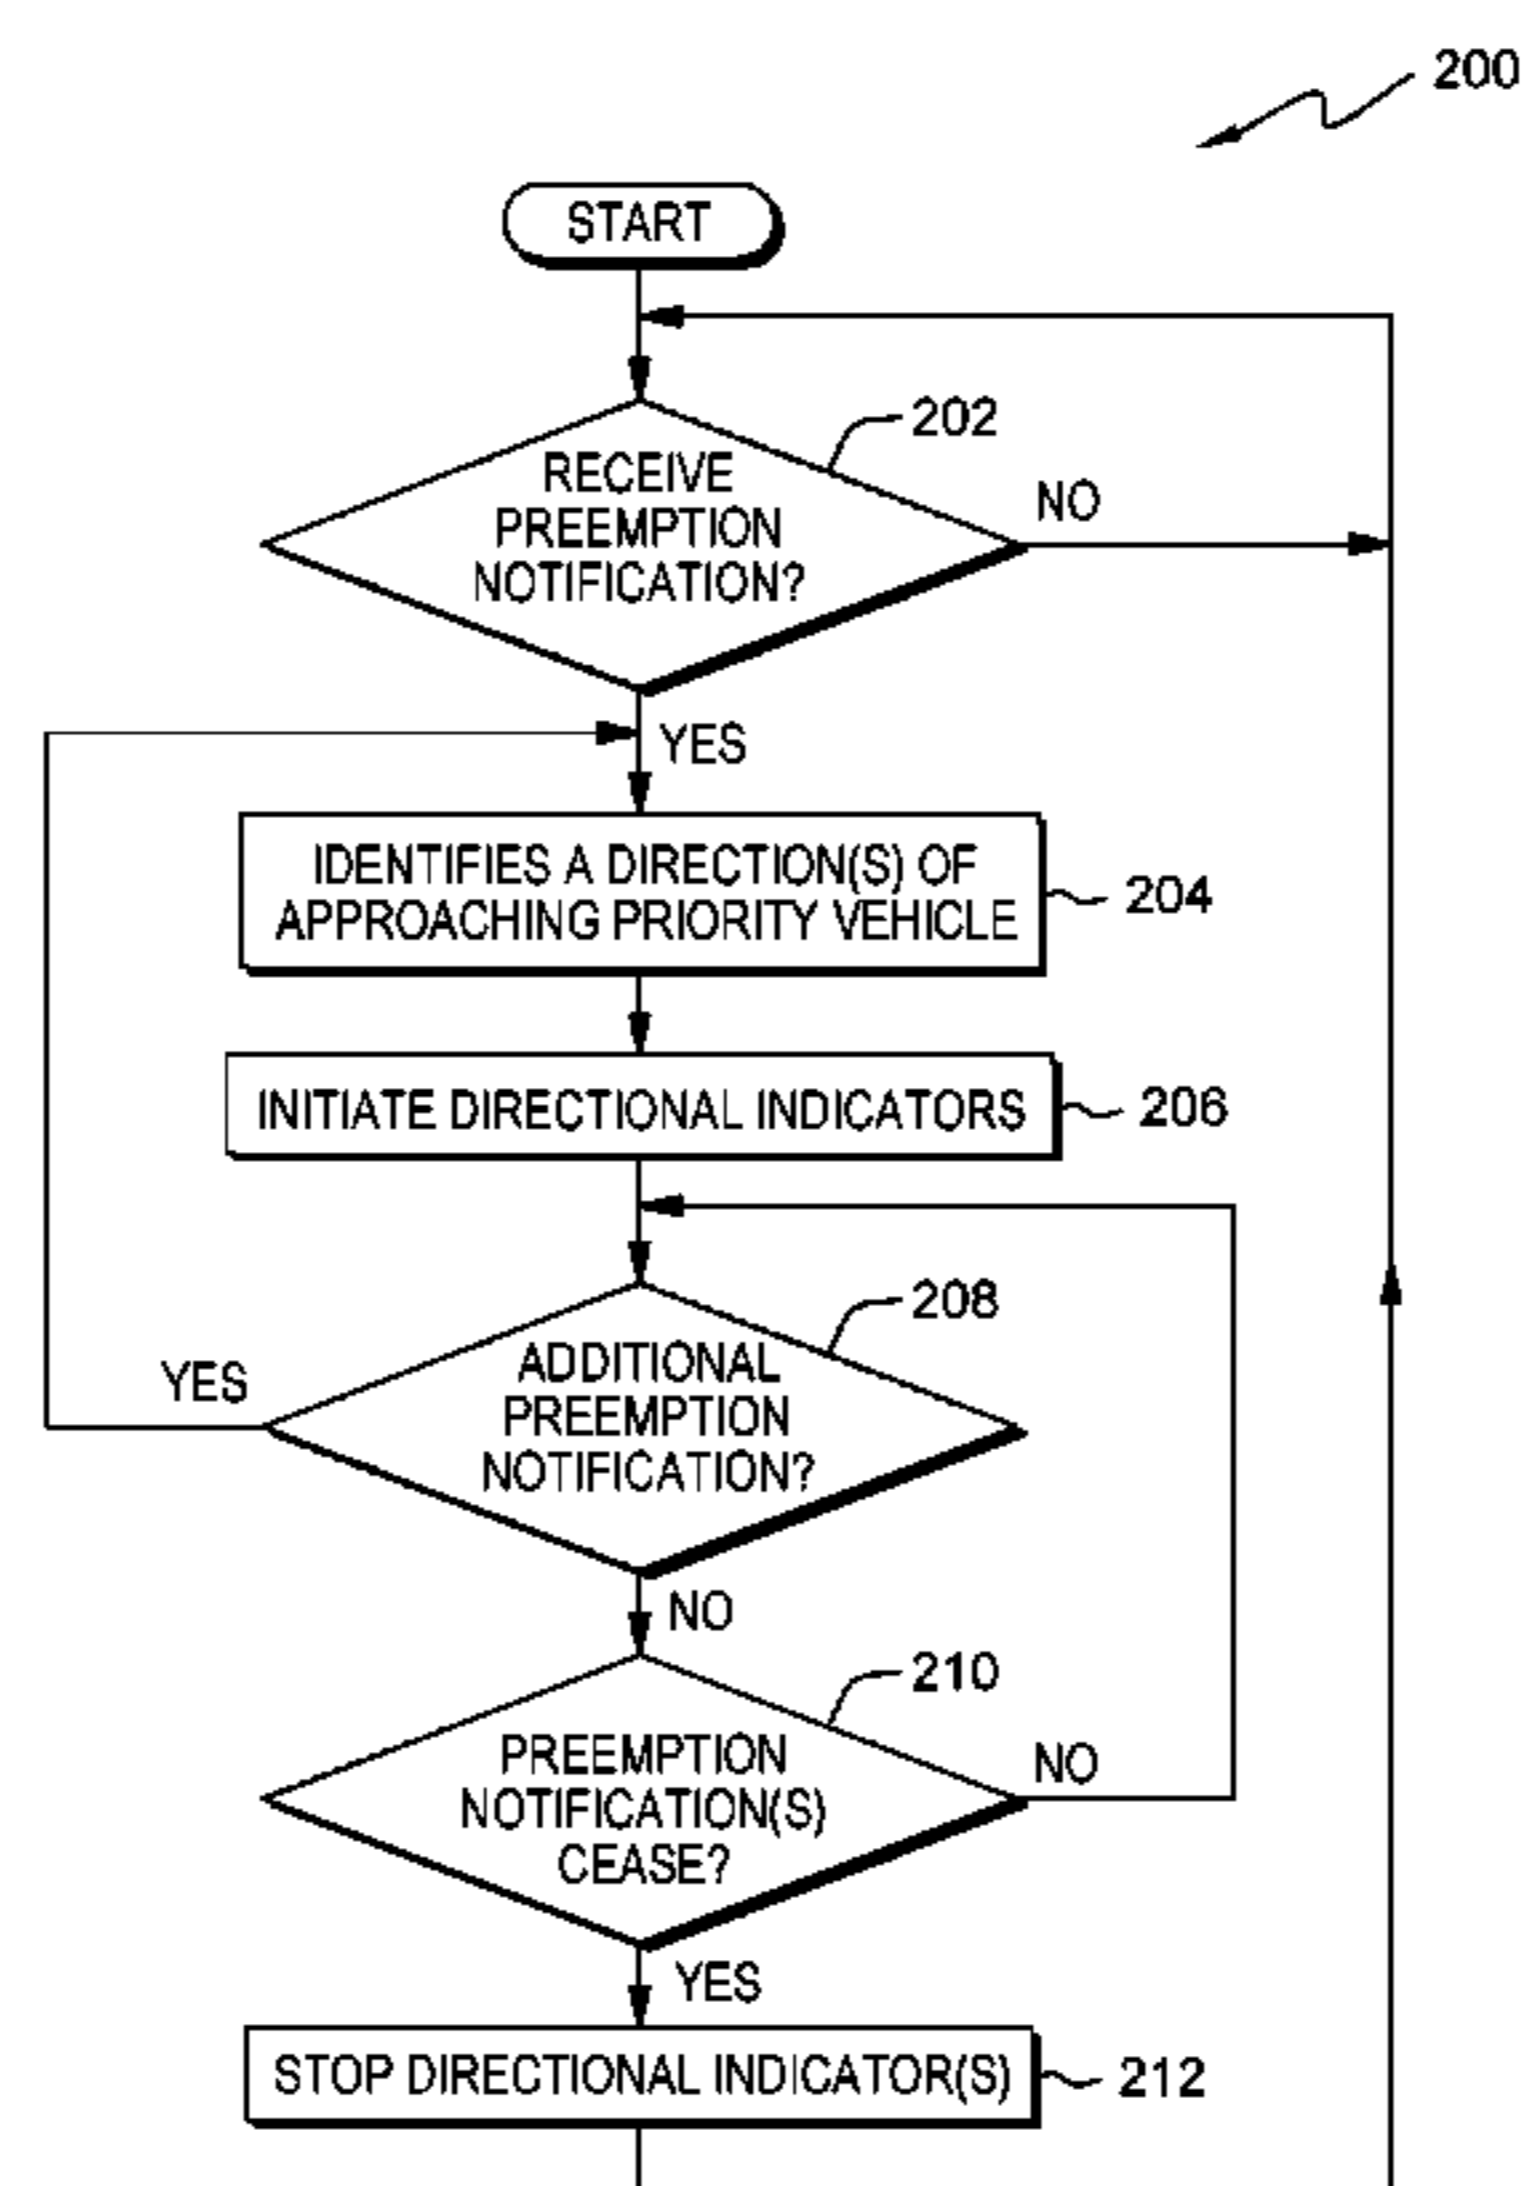 200
START
202
RECEIVE
PREEMPTION
NOTIFICATION?
NO
YES
IDENTIFIES A DIRECTION(S) OF
APPROACHING PRIORITY VEHICLE
204
INITIATE DIRECTIONAL INDICATORS
206
208
ADDITIONAL
PREEMPTION
NOTIFICATION?
YES
NO
210
PREEMPTION
NOTIFICATION(S)
CEASE?
NO
YES
STOP DIRECTIONAL INDICATOR(S)
212